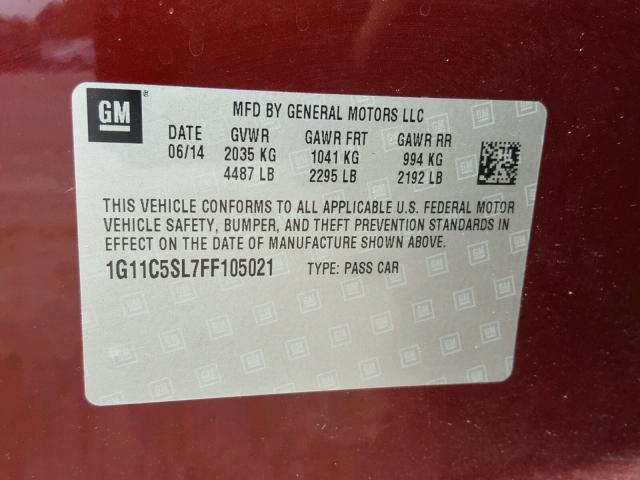 GM ® MFD BY GENERAL MOTORS LLC
DATE GVWR GAWR FRT GAWR RR
06/14 2035 KG 1041 KG 994 KG
4487 LB 2295 LB 2192 LB
THIS VEHICLE CONFORMS TO ALL APPLICABLE U.S. FEDERAL MOTOR
VEHICLE SAFETY, BUMPER, AND THEFT PREVENTION STANDARDS IN
EFFECT ON THE DATE OF MANUFACTURE SHOWN ABOVE.
1G11C5SL7FF105021 TYPE: PASS CAR